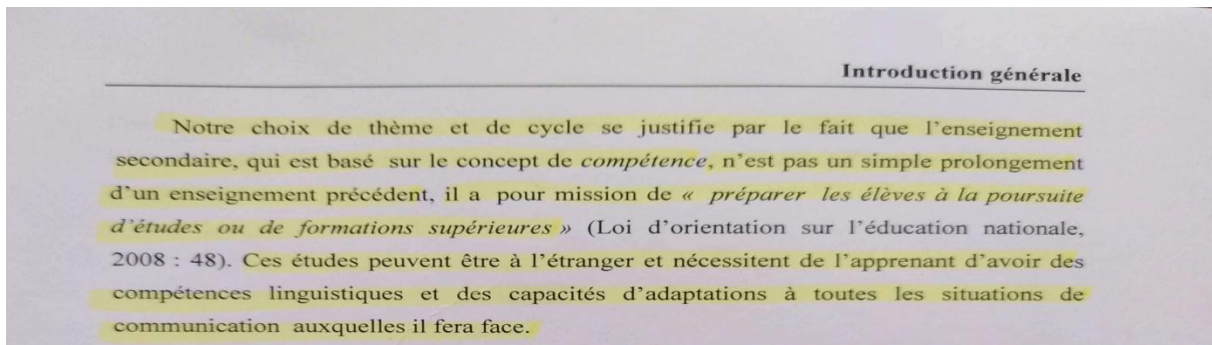 Introduction générale
Notre choix de thème et de cycle se justifie par le fait que l'enseignement
secondaire, qui est basé sur le concept de compétence, n'est pas un simple prolongement
d'un enseignement précédent, il a pour mission de « préparer les élèves à la poursuite
d'études ou de formations supérieures » (Loi d'orientation sur l'éducation nationale,
2008 : 48). Ces études peuvent être à l'étranger et nécessitent de l'apprenant d'avoir des
compétences linguistiques et des capacités d'adaptations à toutes les situations de
communication auxquelles il fera face.